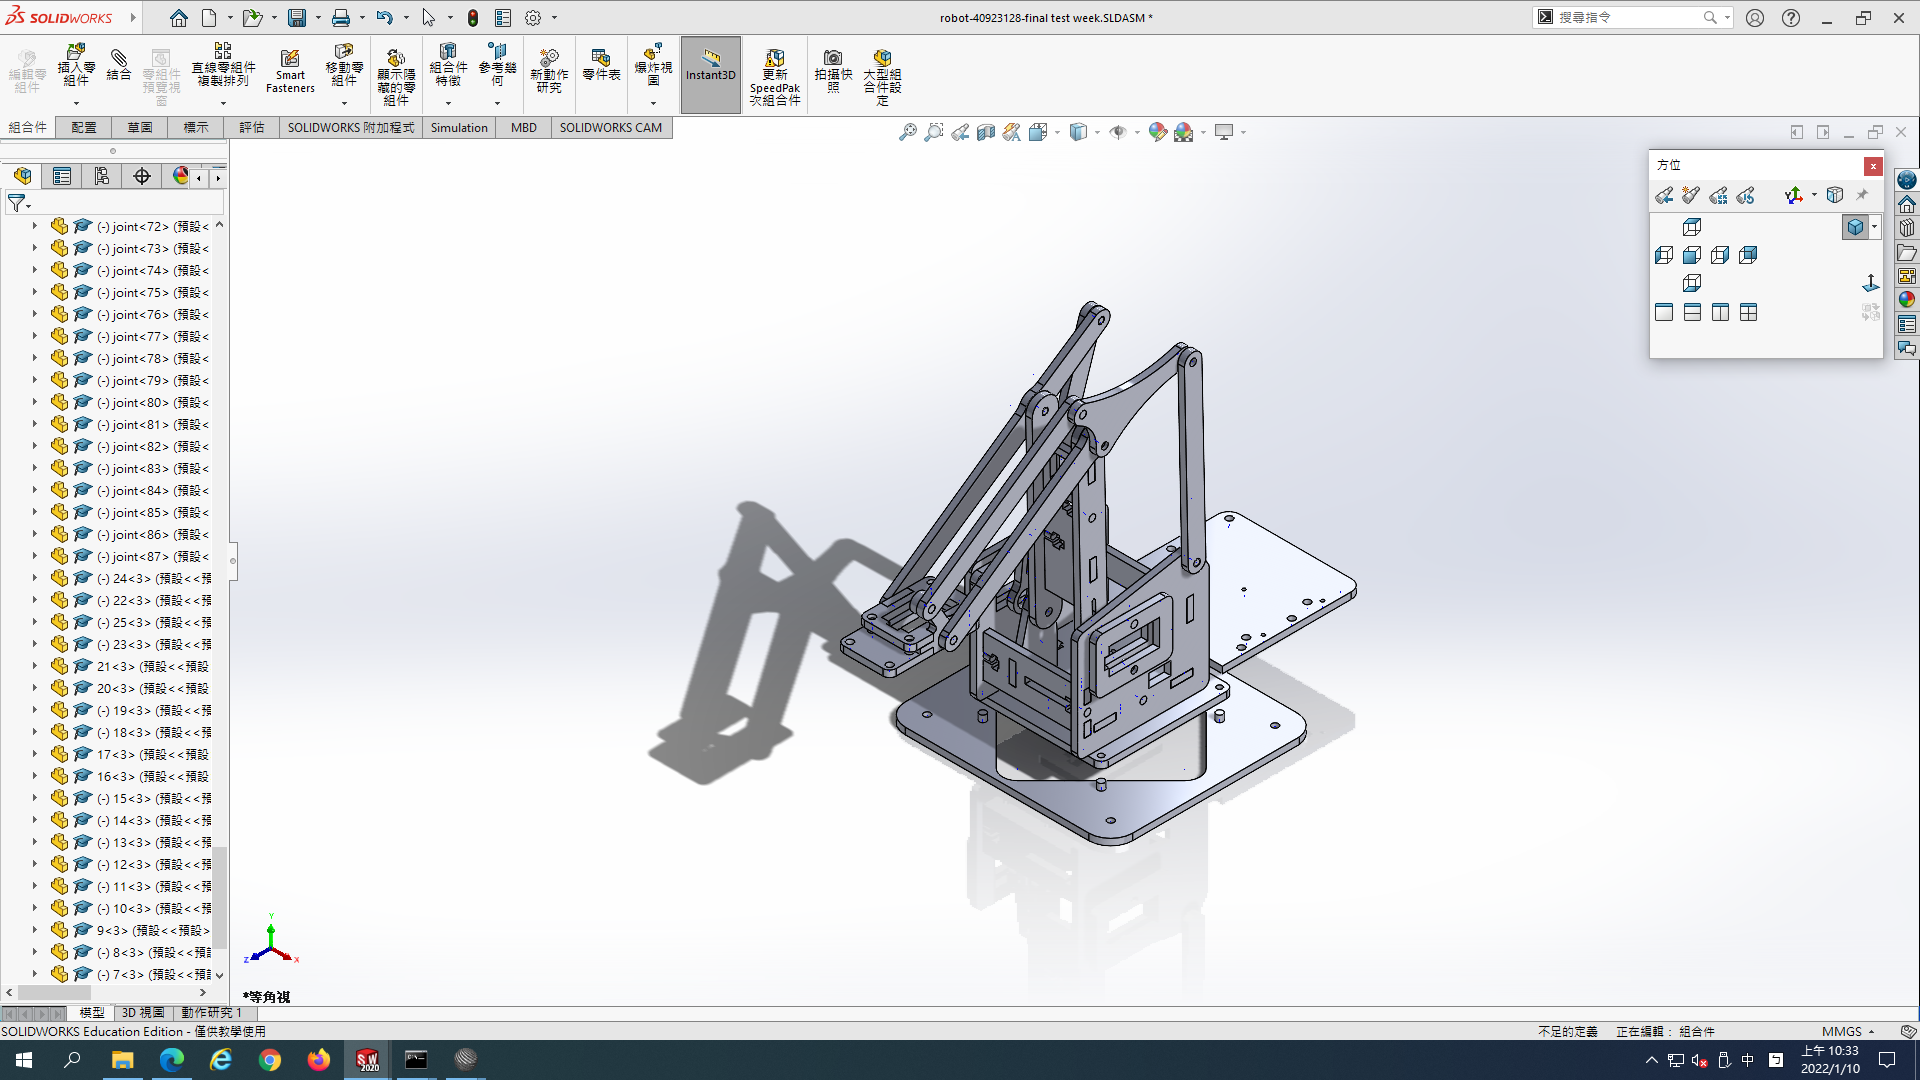 SOLIDWORKS
robot-40923128-final test week.SLDASM *
搜尋指令
編輯零組件
插入零組件
結合
零組件預覽視窗
直線零組件複製排列
Smart Fasteners
移動零組件
顯示隱藏的零組件
組合件特徵
參考幾何
新動作研究
零件表
爆炸視圖
Instant3D
更新 SpeedPak 次組合件
拍攝快照
大型組合件設定
組合件 配置 草圖 標示 評估 SOLIDWORKS 附加程式 Simulation MBD SOLIDWORKS CAM
方位
(-) joint<72> (預設<
(-) joint<73> (預設<
(-) joint<74> (預設<
(-) joint<75> (預設<
(-) joint<76> (預設<
(-) joint<77> (預設<
(-) joint<78> (預設<
(-) joint<79> (預設<
(-) joint<80> (預設<
(-) joint<81> (預設<
(-) joint<82> (預設<
(-) joint<83> (預設<
(-) joint<84> (預設<
(-) joint<85> (預設<
(-) joint<86> (預設<
(-) joint<87> (預設<
(-) 24<3> (預設<<預
(-) 22<3> (預設<<預
(-) 25<3> (預設<<預
(-) 23<3> (預設<<預
21<3> (預設<<預設
20<3> (預設<<預設
(-) 19<3> (預設<<預
(-) 18<3> (預設<<預
17<3> (預設<<預設
16<3> (預設<<預設
(-) 15<3> (預設<<預
(-) 14<3> (預設<<預
(-) 13<3> (預設<<預
(-) 12<3> (預設<<預
(-) 11<3> (預設<<預
(-) 10<3> (預設<<預
9<3> (預設<<預設>
(-) 8<3> (預設<<預設
(-) 7<3> (預設<<預設
Y
Z
X
*等角視
模型 3D 視圖 動作研究 1
SOLIDWORKS Education Edition - 僅供教學使用
不足的定義 正在編輯： 組合件 MMGS
SW 2020
中
上午 10:33
2022/1/10